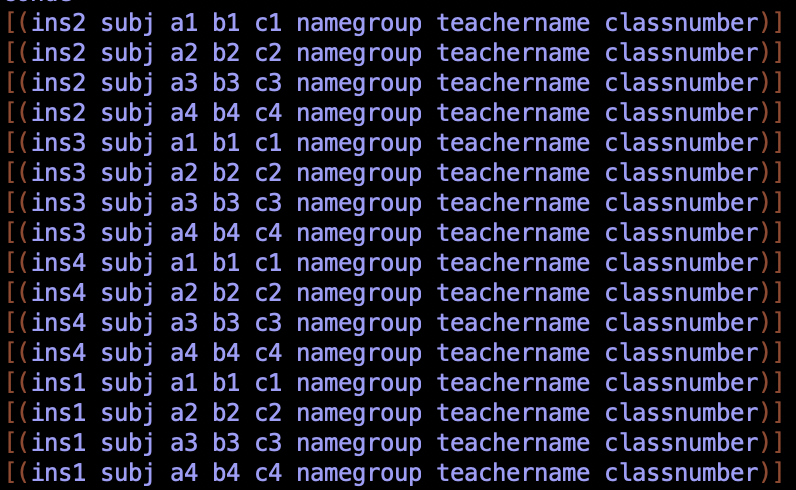 [(ins2 subj a1 b1 c1 namegroup teachername classnumber)]
[(ins2 subj a2 b2 c2 namegroup teachername classnumber)]
[(ins2 subj a3 b3 c3 namegroup teachername classnumber)]
[(ins2 subj a4 b4 c4 namegroup teachername classnumber)]
[(ins3 subj a1 b1 c1 namegroup teachername classnumber)]
[(ins3 subj a2 b2 c2 namegroup teachername classnumber)]
[(ins3 subj a3 b3 c3 namegroup teachername classnumber)]
[(ins3 subj a4 b4 c4 namegroup teachername classnumber)]
[(ins4 subj a1 b1 c1 namegroup teachername classnumber)]
[(ins4 subj a2 b2 c2 namegroup teachername classnumber)]
[(ins4 subj a3 b3 c3 namegroup teachername classnumber)]
[(ins4 subj a4 b4 c4 namegroup teachername classnumber)]
[(ins1 subj a1 b1 c1 namegroup teachername classnumber)]
[(ins1 subj a2 b2 c2 namegroup teachername classnumber)]
[(ins1 subj a3 b3 c3 namegroup teachername classnumber)]
[(ins1 subj a4 b4 c4 namegroup teachername classnumber)]